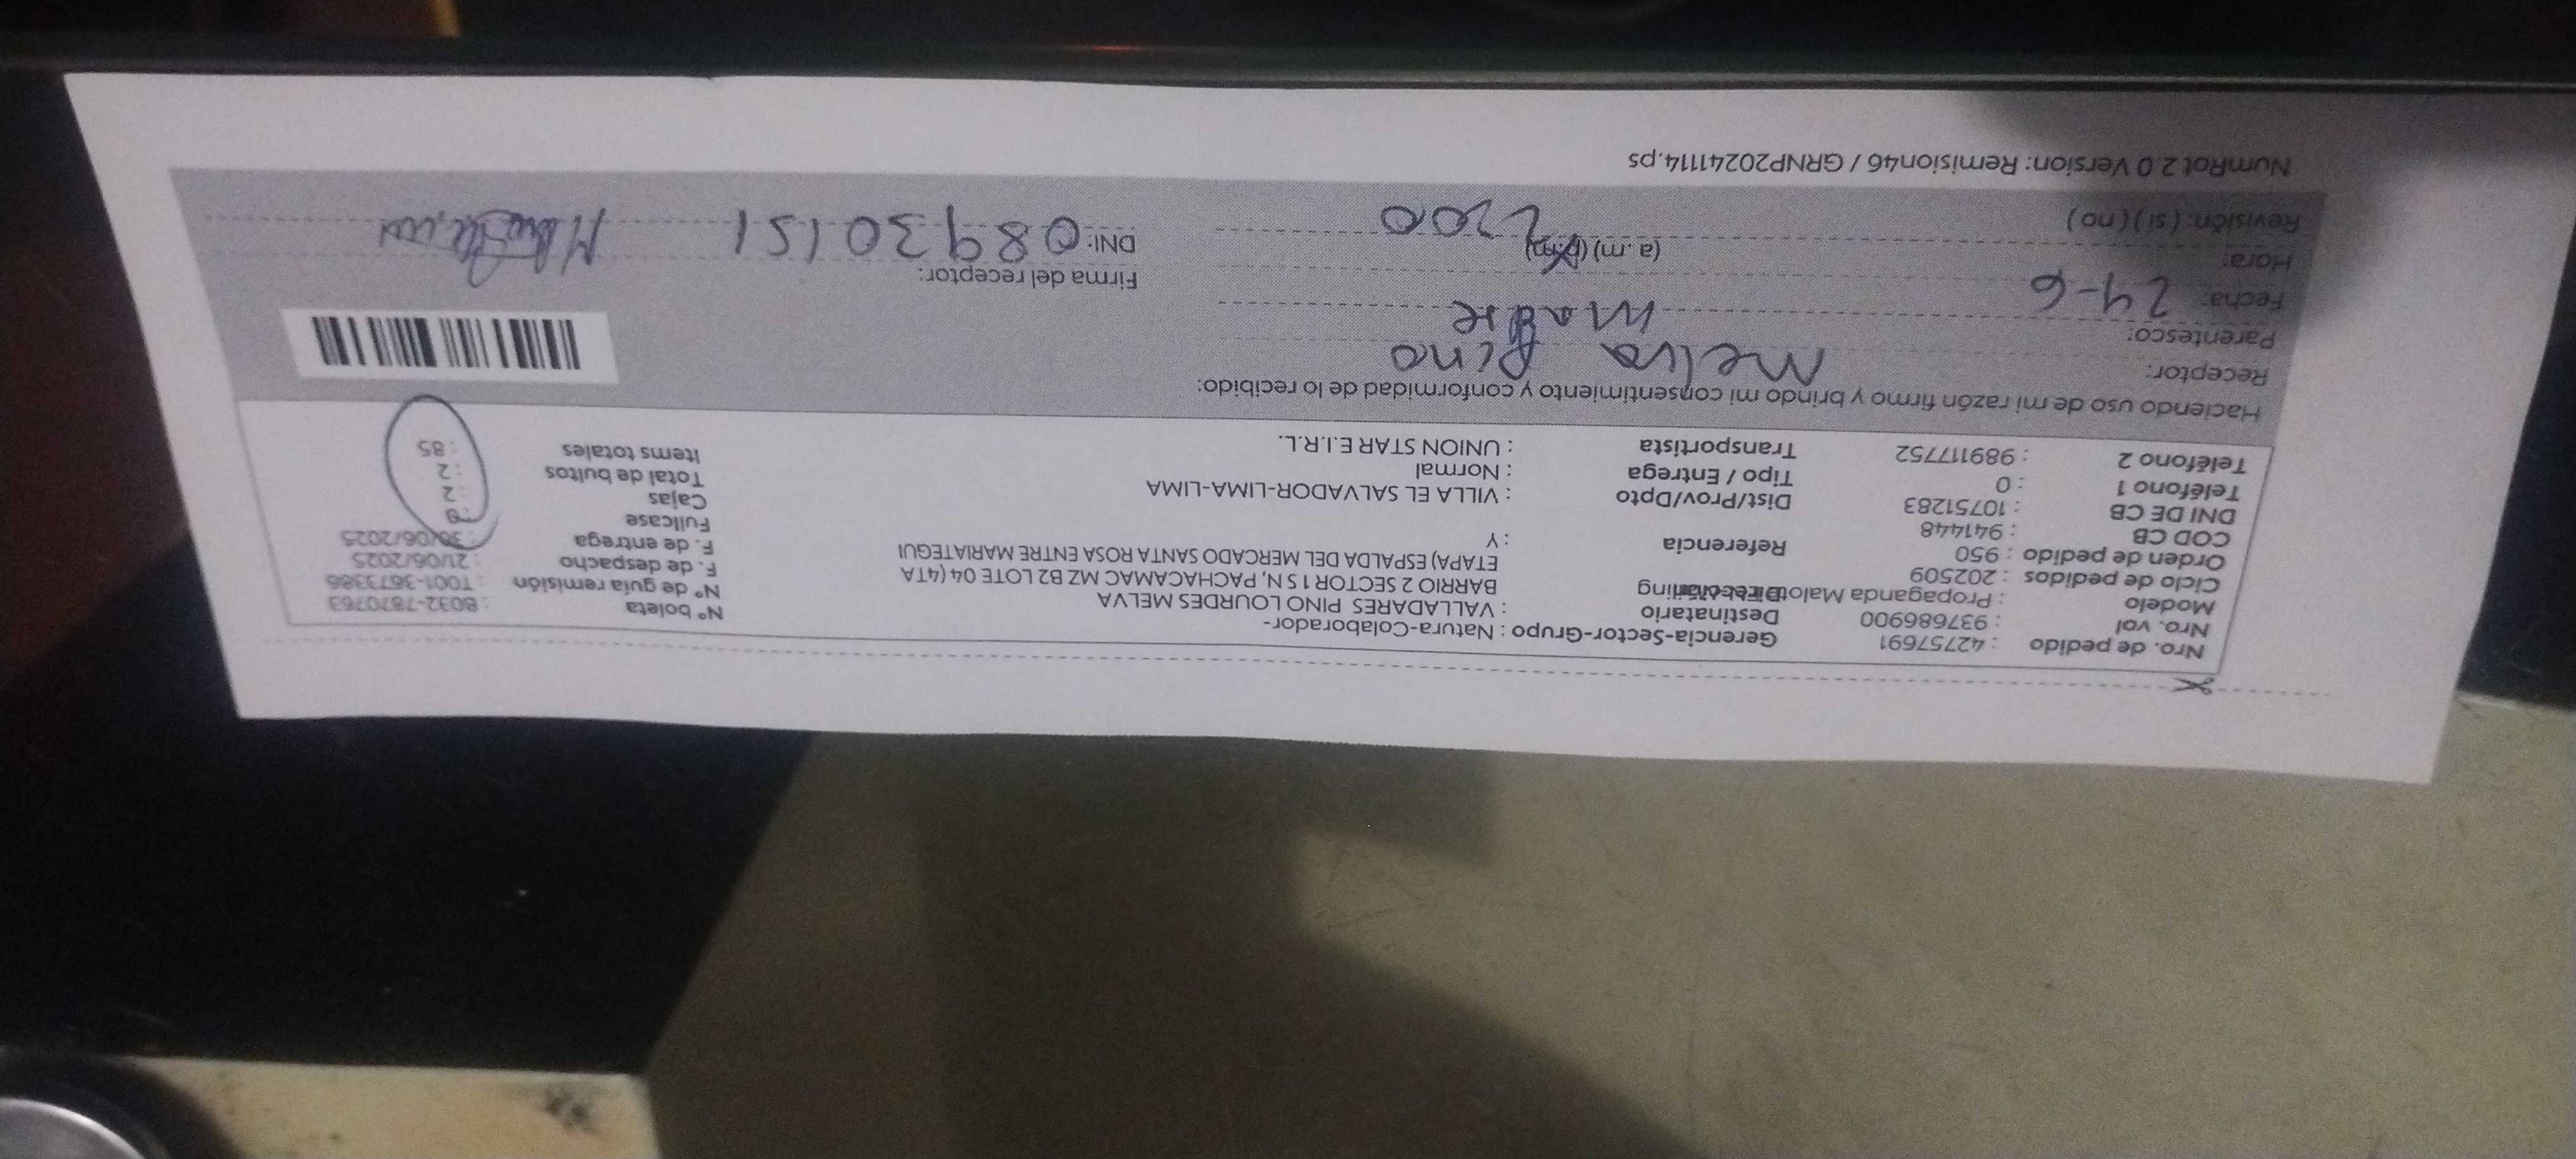 Nro. de pedido : 42757691
Nro. vol : 937686900
Modelo : Propaganda Malote Nov Mailing
Ciclo de pedidos : 202509
Orden de pedido : 950
COD CB : 941448
DNI DE CB : 10751283
Teléfono 1 : 0
Teléfono 2 : 989117752
Gerencia-Sector-Grupo : Natura-Colaborador-
Destinatario : VALLADARES PINO LOURDES MELVA
Dirección BARRIO 2 SECTOR 1 S N, PACHACAMAC MZ B2 LOTE 04 (4TA
ETAPA) ESPALDA DEL MERCADO SANTA ROSA ENTRE MARIATEGUI
Referencia : Y
Dist/Prov/Dpto : VILLA EL SALVADOR-LIMA-LIMA
Tipo / Entrega : Normal
Transportista : UNION STAR E.I.R.L.
N° boleta : B032-7870763
N° de guia remisión : T001-3673386
F. de despacho : 21/06/2025
F. de entrega : 30/06/2025
Fullcase : 0
Cajas : 2
Total de bultos : 2
Items totales : 85
Haciendo uso de mi razón firmo y brindo mi consentimiento y conformidad de lo recibido:
Receptor: Melva Pino
Parentesco: Madre
Fecha: 24-6
Hora: (a. m) (p.m) 2300
Revisión: ( si ) ( no )
Firma del receptor:
DNI: 08930151
NumRot 2.0 Version: Remision46 / GRNP20241114.ps